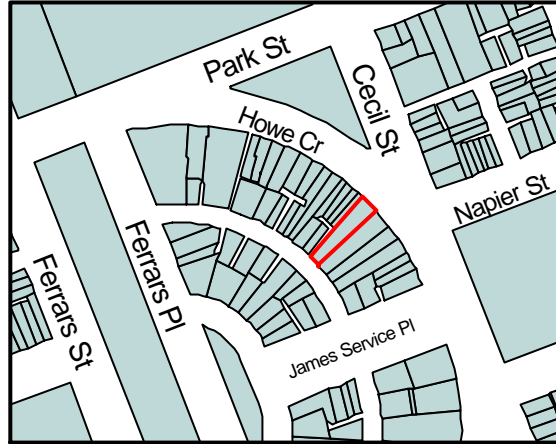 Park St
Howe Cr
Cecil St
Napier St
Ferrars Pl
Ferrars St
James Service Pl